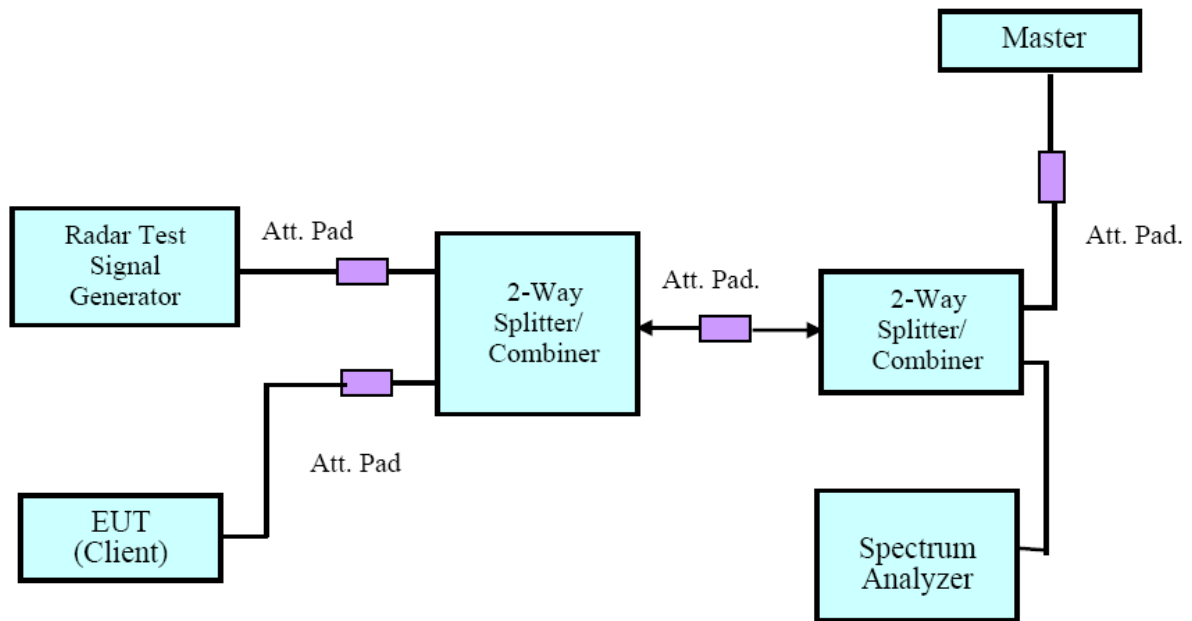 Master
Radar Test
Signal
Generator
Att. Pad
2-Way
Splitter/
Combiner
Att. Pad.
2-Way
Splitter/
Combiner
Att. Pad.
Att. Pad
EUT
(Client)
Spectrum
Analyzer